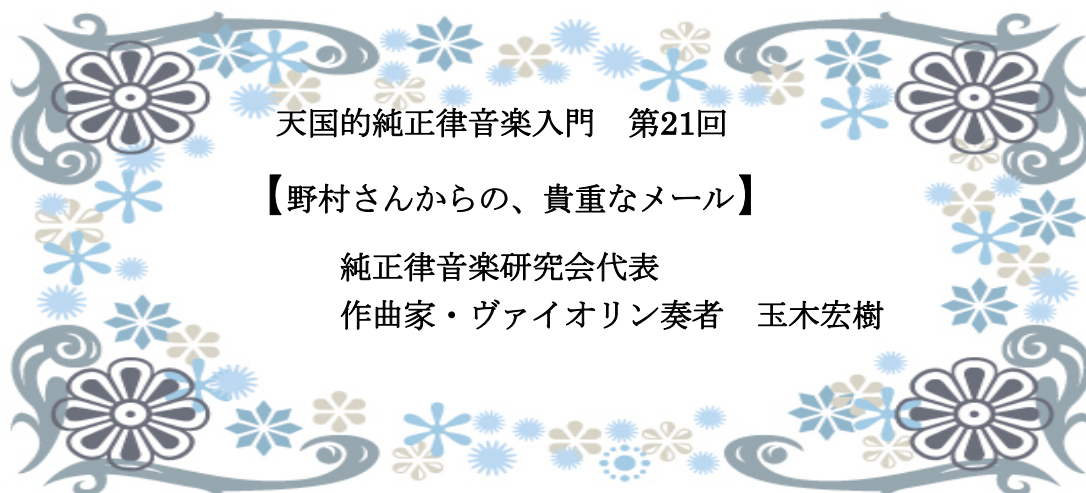 天国的純正律音楽入門　第21回
【野村さんからの、貴重なメール】
純正律音楽研究会代表
作曲家・ヴァイオリン奏者　玉木宏樹